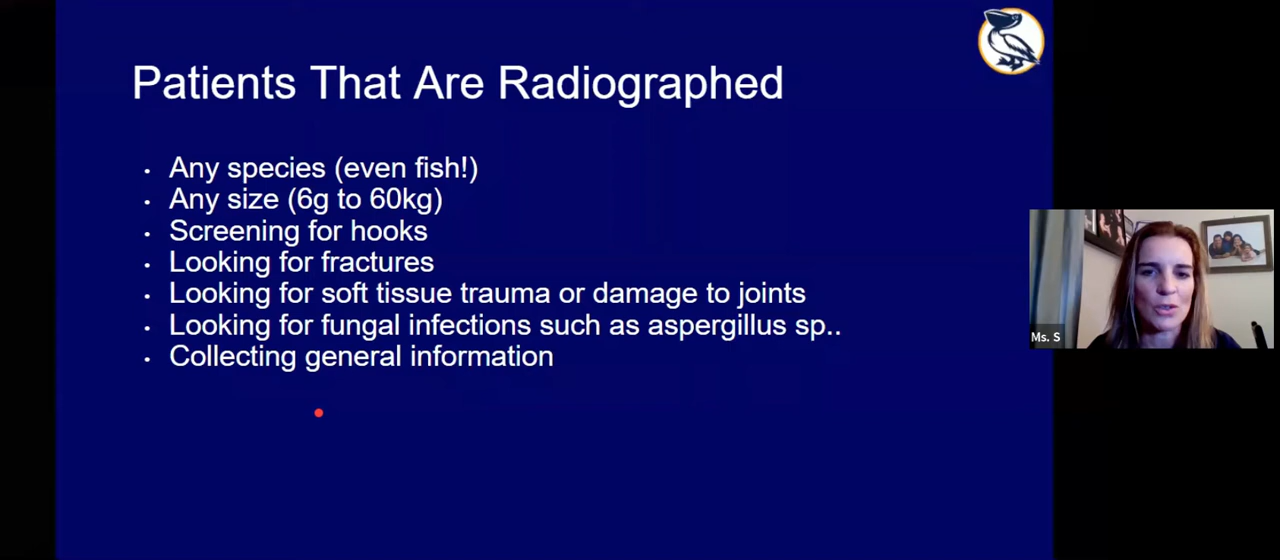 Patients That Are Radiographed
• Any species (even fish!)
• Any size (6g to 60kg)
• Screening for hooks
• Looking for fractures
• Looking for soft tissue trauma or damage to joints
• Looking for fungal infections such as aspergillus sp..
• Collecting general information
Ms. S